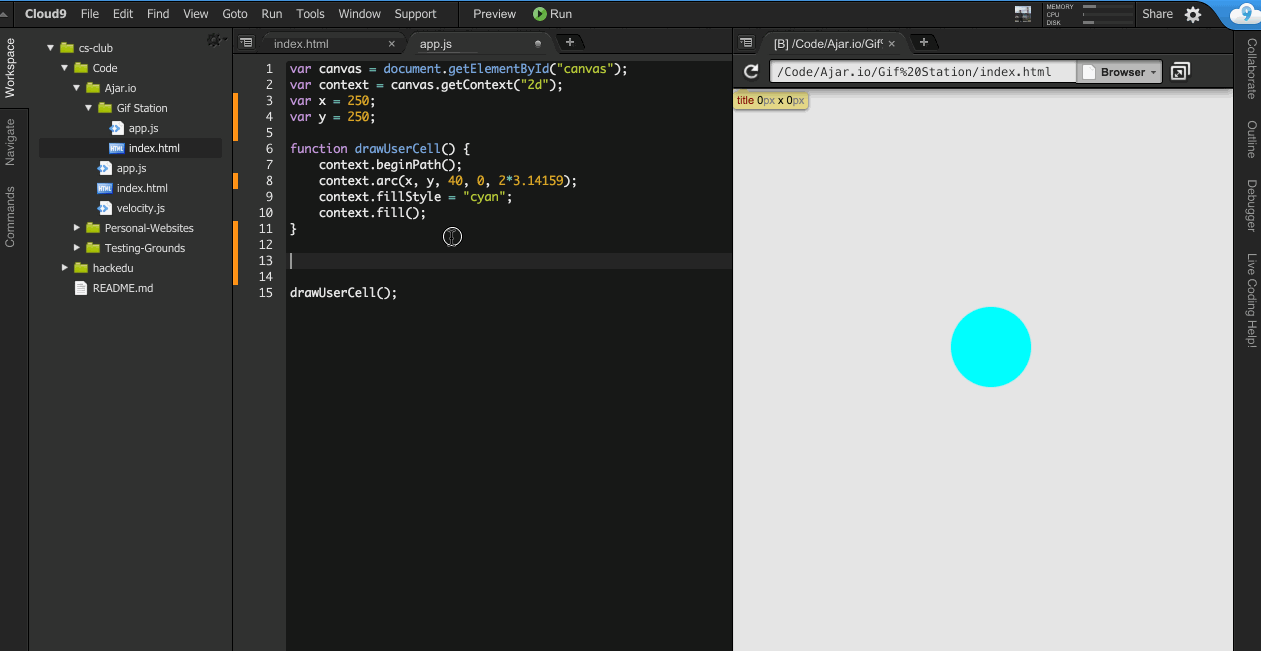 Cloud9 File Edit Find View Goto Run Tools Window Support Preview Run MEMORY CPU DISK Share
Workspace
Navigate
Commands
cs-club
Code
Ajar.io
Gif Station
app.js
index.html
app.js
index.html
velocity.js
Personal-Websites
Testing-Grounds
hackedu
README.md
index.html × app.js
1 var canvas = document.getElementById("canvas");
2 var context = canvas.getContext("2d");
3 var x = 250;
4 var y = 250;
5
6 function drawUserCell() {
7 context.beginPath();
8 context.arc(x, y, 40, 0, 2*3.14159);
9 context.fillStyle = "cyan";
10 context.fill();
11 }
12
13
14
15 drawUserCell();
[B] /Code/Ajar.io/Gif ×
/Code/Ajar.io/Gif%20Station/index.html Browser
title 0px x 0px
Collaborate
Outline
Debugger
Live Coding Help!